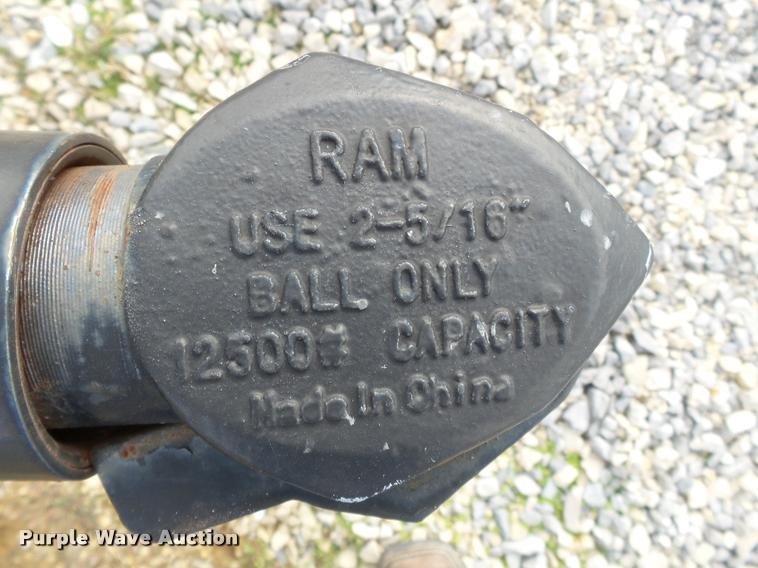 RAM
USE 2-5/16"
BALL ONLY
12500# CAPACITY
Made In China
Purple Wave Auction